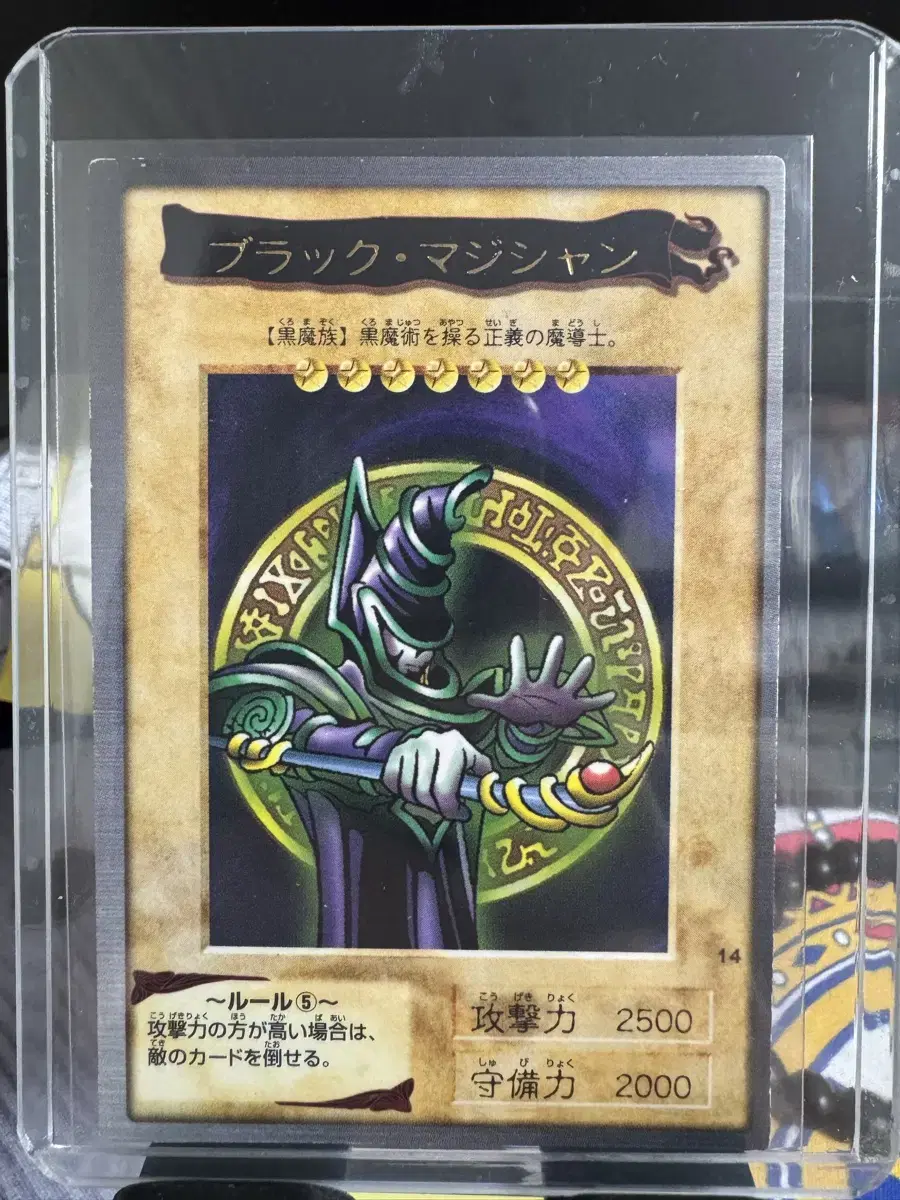 ブラック・マジシャン
【黒魔族】黒魔術を操る正義の魔導士。
14
〜ルール⑤〜
攻撃力の方が高い場合は、
敵のカードを倒せる。
攻撃力 2500
守備力 2000